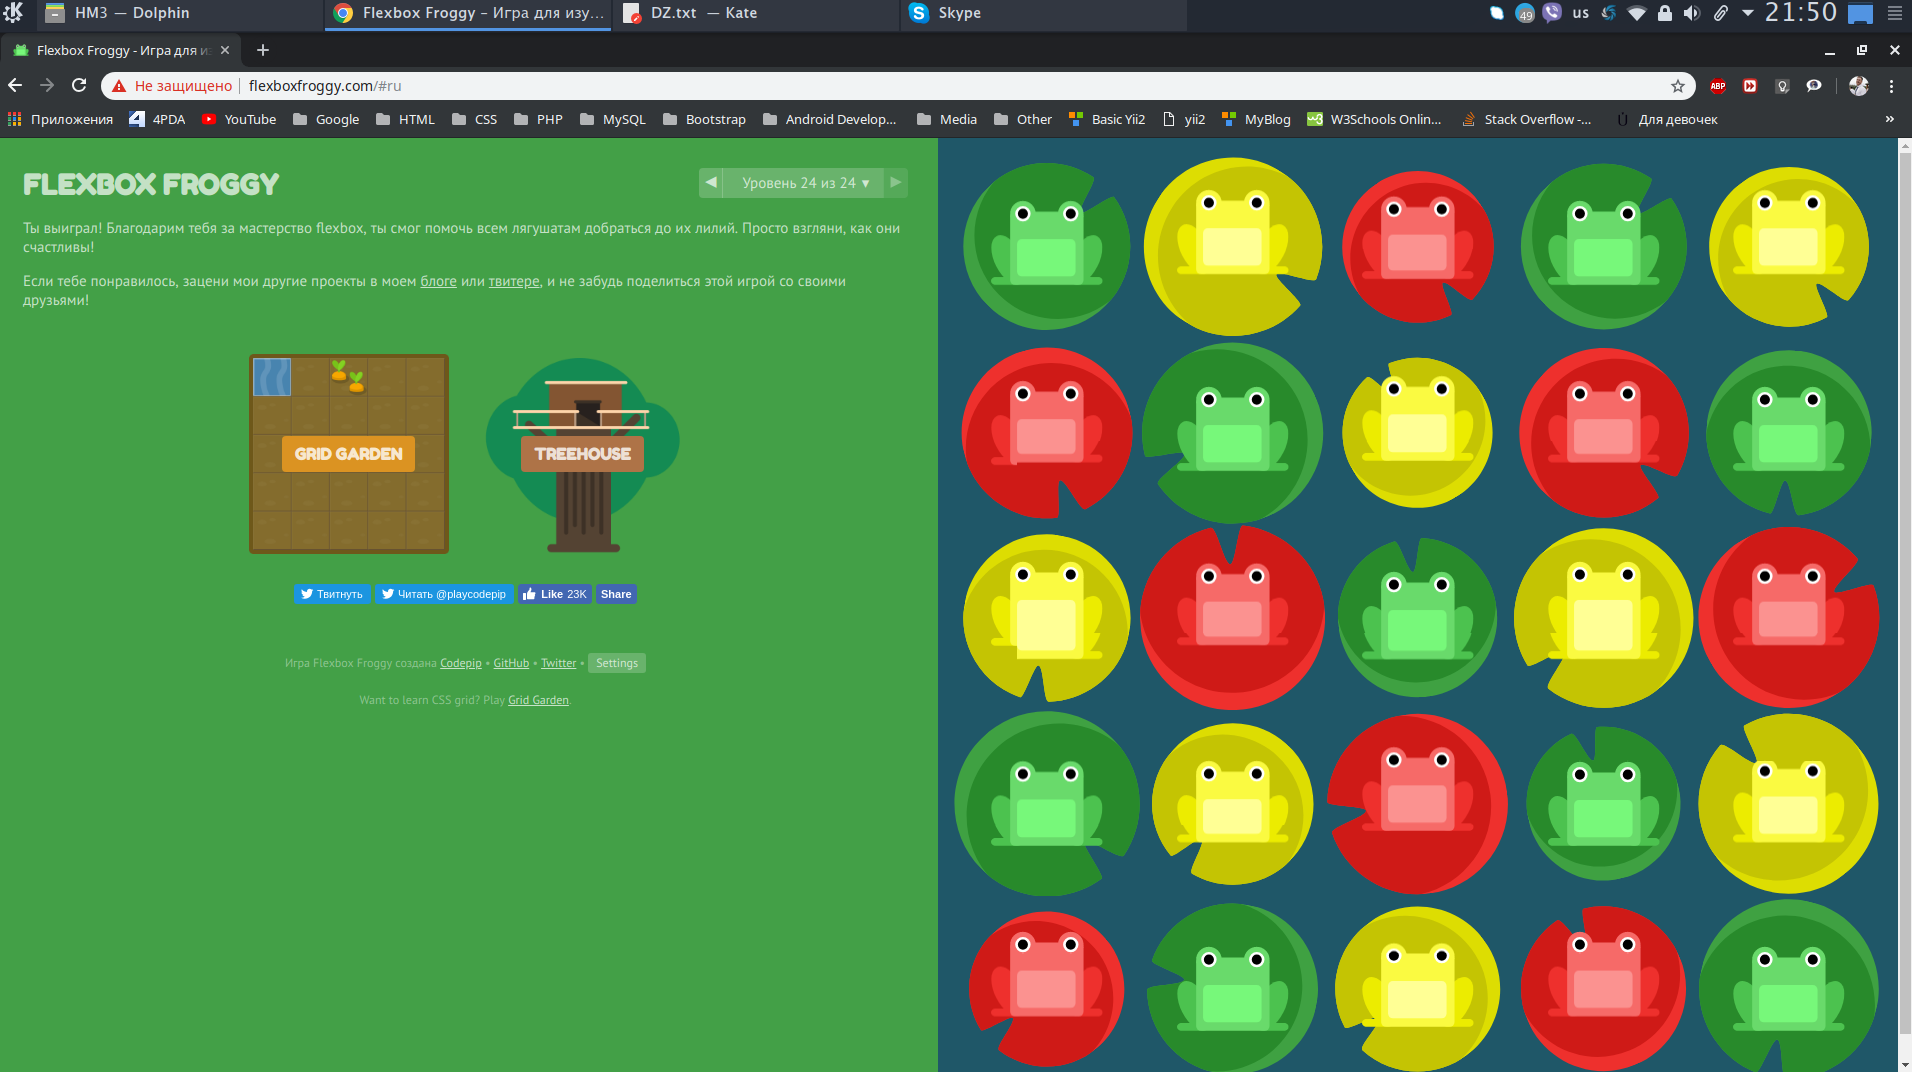 HM3 — Dolphin
Flexbox Froggy – Игра для изу...
DZ.txt — Kate
Skype
49
us
21:50
Flexbox Froggy - Игра для из
Не защищено
flexboxfroggy.com/#ru
ABP
Приложения
4PDA
YouTube
Google
HTML
CSS
PHP
MySQL
Bootstrap
Android Develop...
Media
Other
Basic Yii2
yii2
MyBlog
W3Schools Onlin...
Stack Overflow -...
Для девочек
»
FLEXBOX FROGGY
◀ Уровень 24 из 24 ▾ ▶
Ты выиграл! Благодарим тебя за мастерство flexbox, ты смог помочь всем лягушатам добраться до их лилий. Просто взгляни, как они
счастливы!
Если тебе понравилось, зацени мои другие проекты в моем блоге или твитере, и не забудь поделиться этой игрой со своими
друзьями!
GRID GARDEN
TREEHOUSE
Твитнуть
Читать @playcodepip
Like 23K
Share
Игра Flexbox Froggy создана Codepip • GitHub • Twitter • Settings
Want to learn CSS grid? Play Grid Garden.